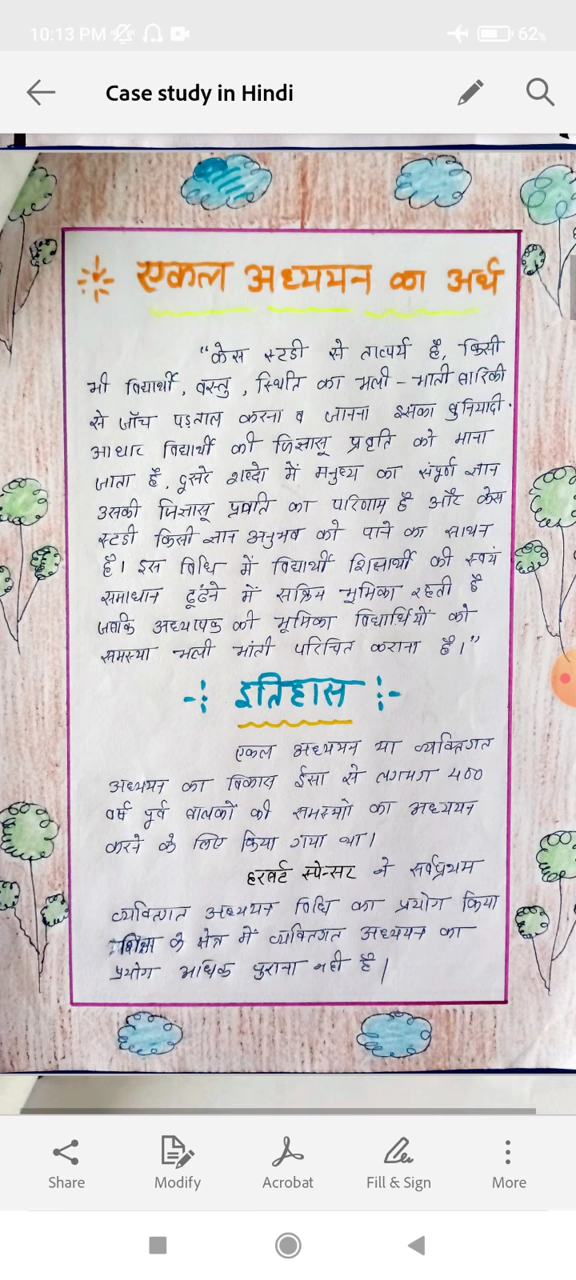 10:13 PM
62%
Case study in Hindi
एकल अध्ययन का अर्थ
"केस स्टडी से तात्पर्य है, किसी
भी विद्यार्थी, वस्तु, स्थिति का भली-भाती बारिकी
से जाँच पड़ताल करना व जानना इसका बुनियादी
आधार विद्यार्थी की जिज्ञासू प्रवृति को माना
जाता है, दुसरे शब्दो में मनुष्य का संपूर्ण ज्ञान
उसकी जिज्ञासू प्रवति का परिणाम है और केस
स्टडी किसी ज्ञान अनुभव को पाने का साधन
है। इस विधि में विद्यार्थी शिक्षार्थी की स्वयं
समाधान ढूंढने में सक्रिय भूमिका रहती है
जबकि अध्यापक की भूमिका विद्यार्थियों को
समस्या भली भांती परिचित कराना है।"
इतिहास
एकल अध्ययन या व्यक्तिगत
अध्ययन का विकास ईसा से लगभग 400
वर्ष पूर्व बालकों की समस्याो का अध्ययन
करने के लिए किया गया था।
हरबर्ट स्पेन्सर ने सर्वप्रथम
व्यक्तिगत अध्ययन विधि का प्रयोग किया
शिक्षा के क्षेत्र में व्यक्तिगत अध्ययन का
प्रयोग अधिक पुराना नही है।
Share
Modify
Acrobat
Fill & Sign
More